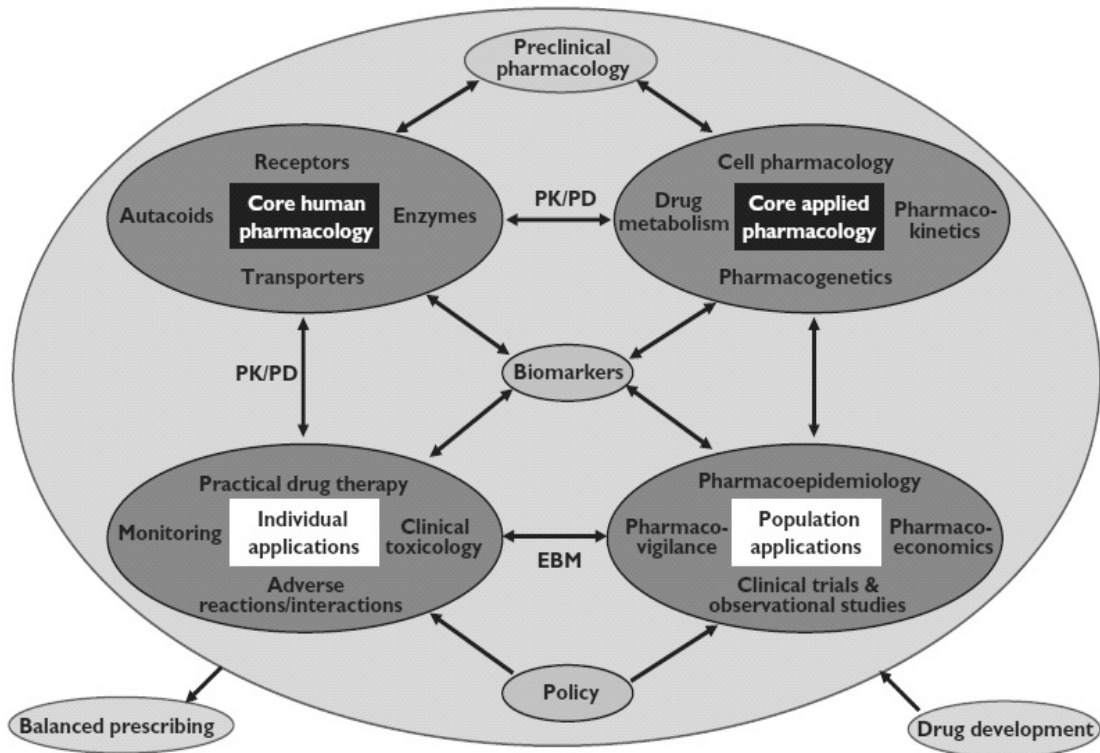 Preclinical
pharmacology
Receptors
Autacoids
Core human
pharmacology
Enzymes
Transporters
PK/PD
Cell pharmacology
Drug
metabolism
Core applied
pharmacology
Pharmaco-
kinetics
Pharmacogenetics
PK/PD
Biomarkers
Practical drug therapy
Monitoring
Individual
applications
Clinical
toxicology
Adverse
reactions/interactions
EBM
Pharmacoepidemiology
Pharmaco-
vigilance
Population
applications
Pharmaco-
economics
Clinical trials &
observational studies
Policy
Balanced prescribing
Drug development